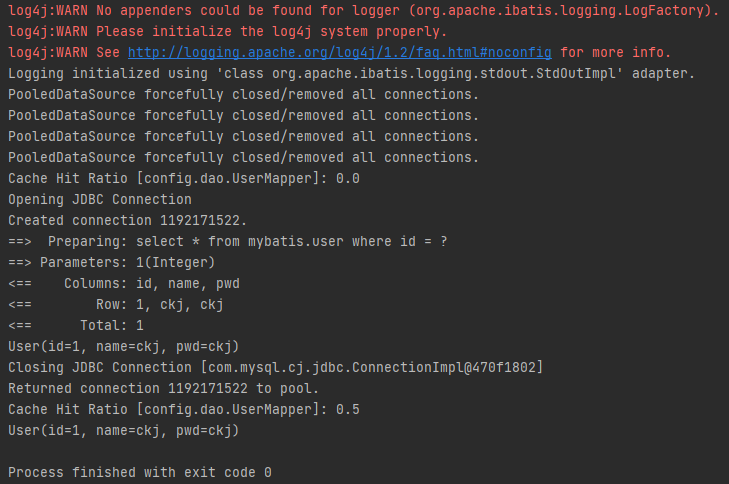 log4j:WARN No appenders could be found for logger (org.apache.ibatis.logging.LogFactory).
log4j:WARN Please initialize the log4j system properly.
log4j:WARN See http://logging.apache.org/log4j/1.2/faq.html#noconfig for more info.
Logging initialized using 'class org.apache.ibatis.logging.stdout.StdOutImpl' adapter.
PooledDataSource forcefully closed/removed all connections.
PooledDataSource forcefully closed/removed all connections.
PooledDataSource forcefully closed/removed all connections.
PooledDataSource forcefully closed/removed all connections.
Cache Hit Ratio [config.dao.UserMapper]: 0.0
Opening JDBC Connection
Created connection 1192171522.
==>  Preparing: select * from mybatis.user where id = ?
==> Parameters: 1(Integer)
<==    Columns: id, name, pwd
<==        Row: 1, ckj, ckj
<==      Total: 1
User(id=1, name=ckj, pwd=ckj)
Closing JDBC Connection [com.mysql.cj.jdbc.ConnectionImpl@470f1802]
Returned connection 1192171522 to pool.
Cache Hit Ratio [config.dao.UserMapper]: 0.5
User(id=1, name=ckj, pwd=ckj)
Process finished with exit code 0